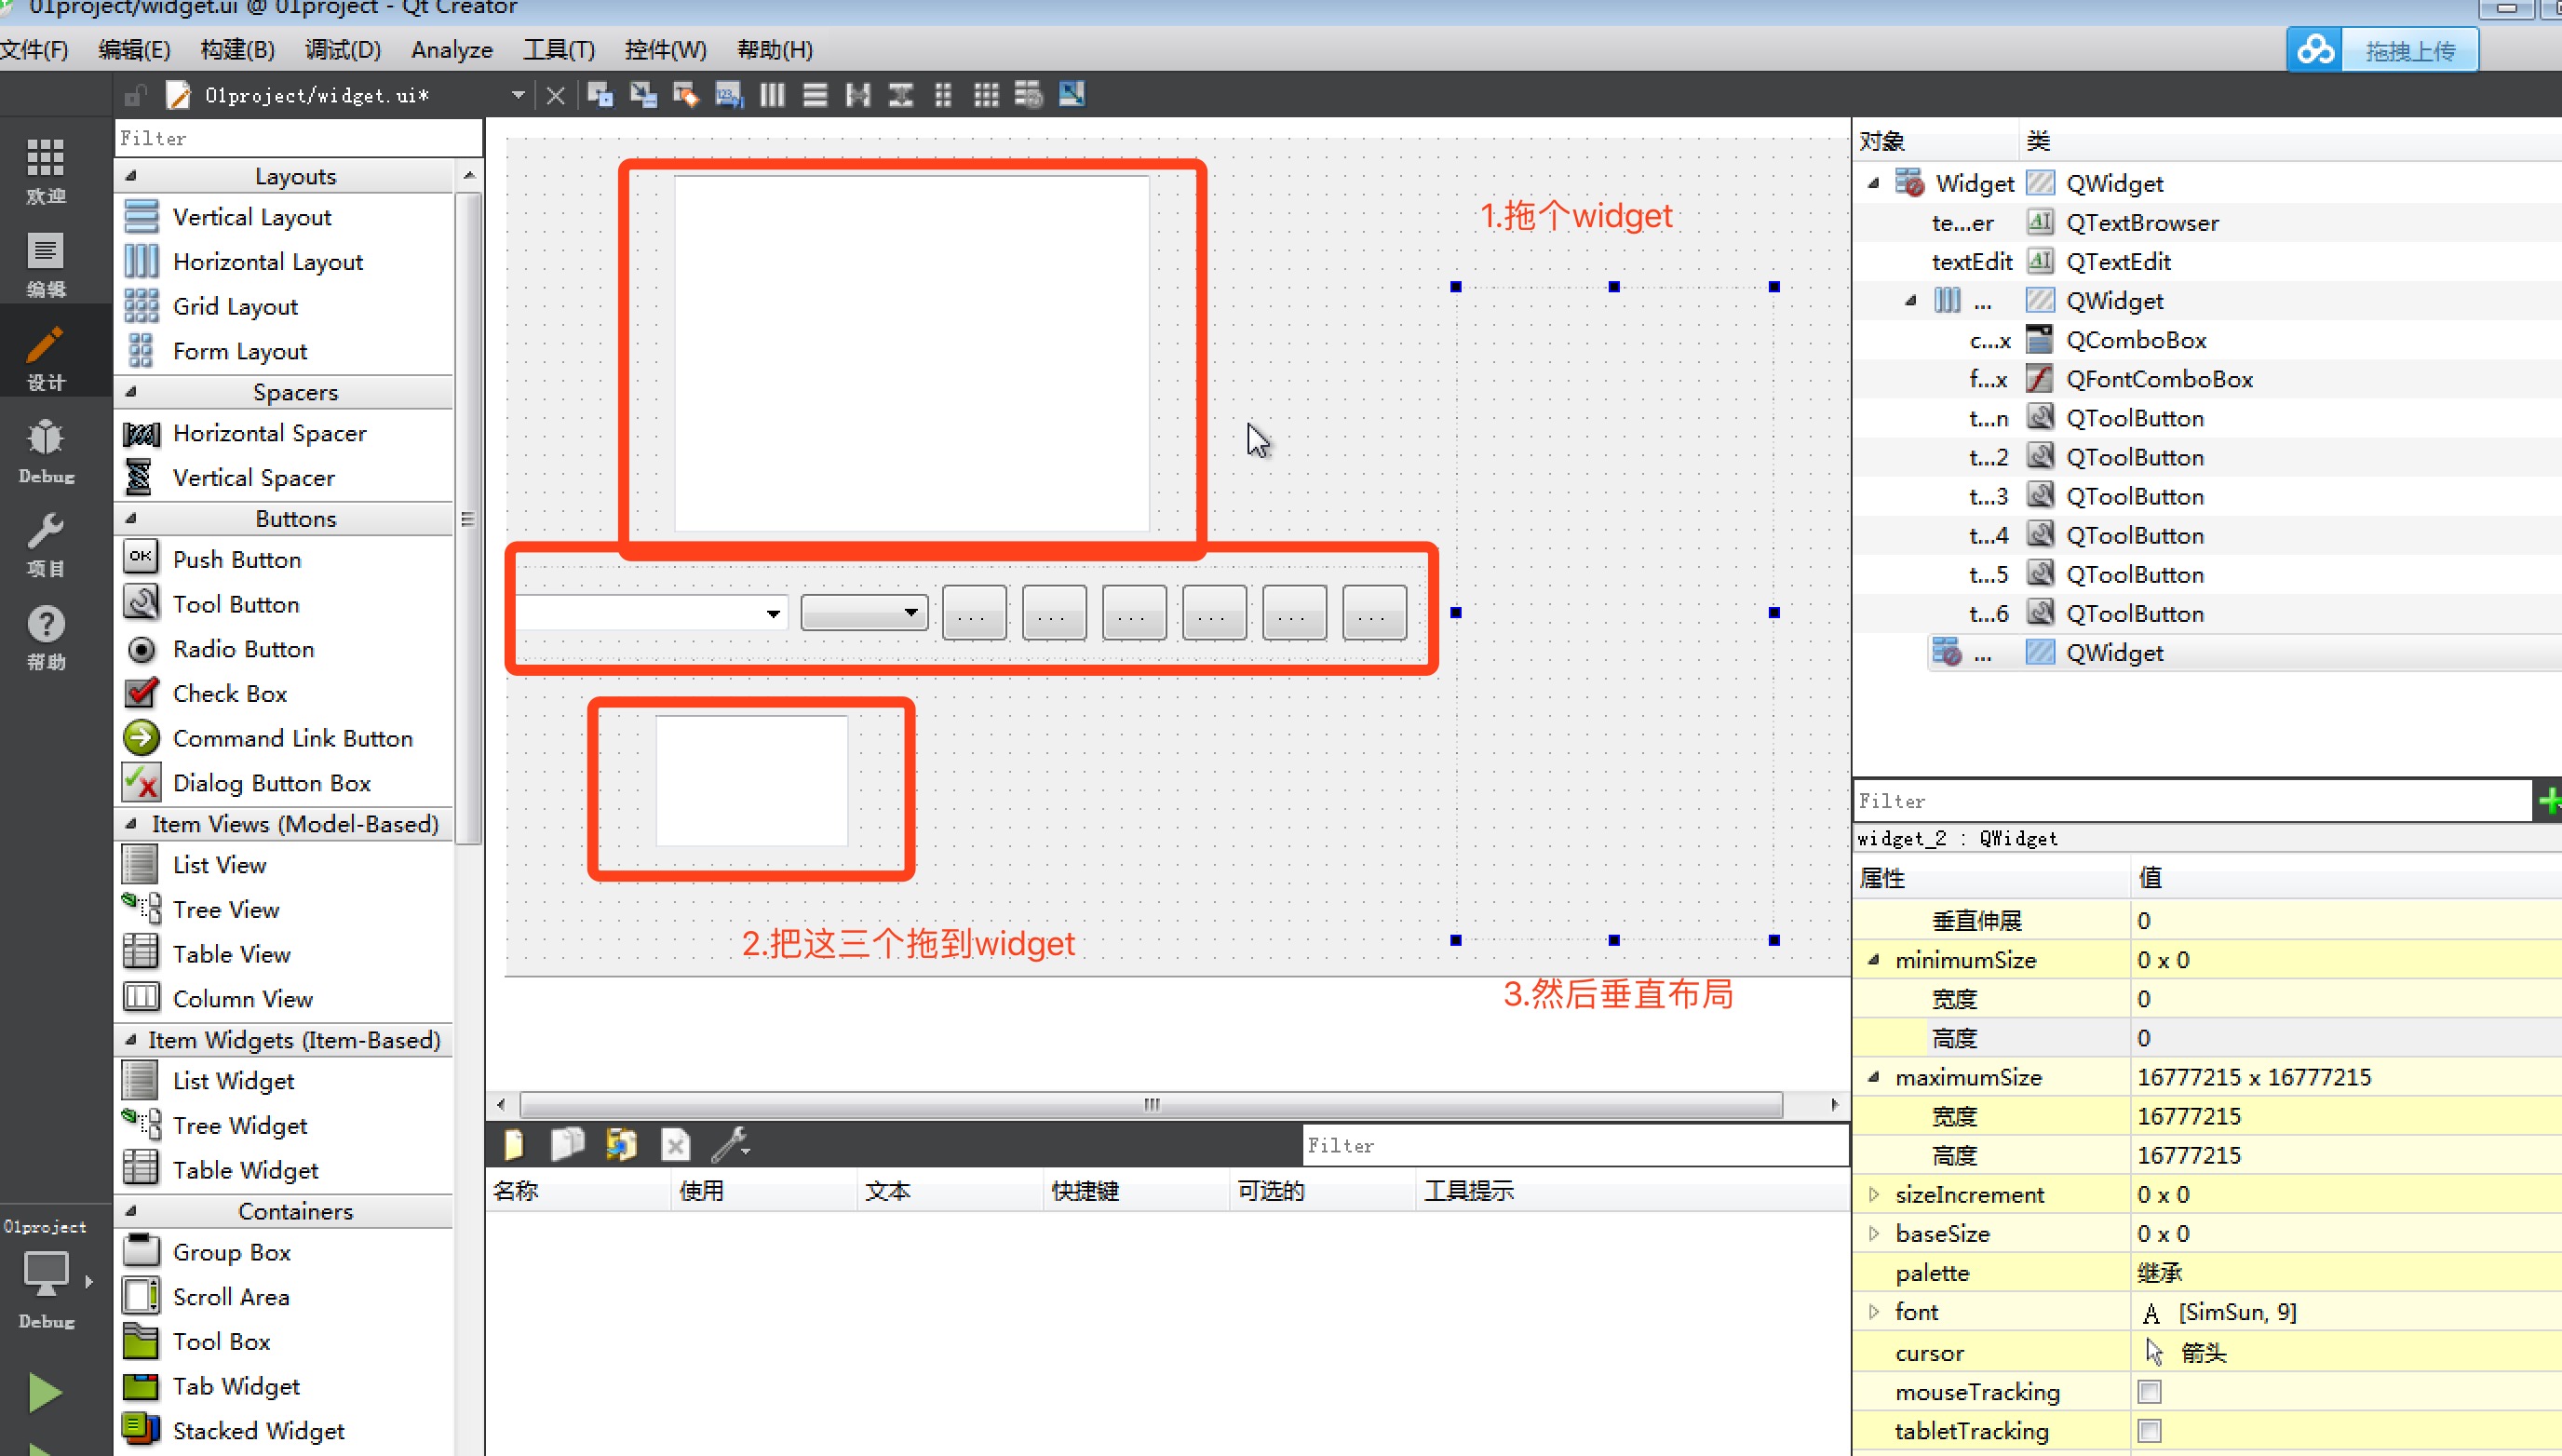 01project/widget.ui @ 01project - Qt Creator
文件(F) 编辑(E) 构建(B) 调试(D) Analyze 工具(T) 控件(W) 帮助(H)
拖拽上传
01project/widget.ui*
欢迎
编辑
设计
Debug
项目
帮助
01project
Debug
Filter
Layouts
Vertical Layout
Horizontal Layout
Grid Layout
Form Layout
Spacers
Horizontal Spacer
Vertical Spacer
Buttons
OK Push Button
Tool Button
Radio Button
Check Box
Command Link Button
Dialog Button Box
Item Views (Model-Based)
List View
Tree View
Table View
Column View
Item Widgets (Item-Based)
List Widget
Tree Widget
Table Widget
Containers
Group Box
Scroll Area
Tool Box
Tab Widget
Stacked Widget
1.拖个widget
... ... ... ... ... ...
2.把这三个拖到widget
3.然后垂直布局
Filter
名称 使用 文本 快捷键 可选的 工具提示
对象 类
Widget QWidget
te...er QTextBrowser
textEdit QTextEdit
... QWidget
c...x QComboBox
f...x QFontComboBox
t...n QToolButton
t...2 QToolButton
t...3 QToolButton
t...4 QToolButton
t...5 QToolButton
t...6 QToolButton
... QWidget
Filter
widget_2 : QWidget
属性 值
垂直伸展 0
minimumSize 0 x 0
宽度 0
高度 0
maximumSize 16777215 x 16777215
宽度 16777215
高度 16777215
sizeIncrement 0 x 0
baseSize 0 x 0
palette 继承
font A [SimSun, 9]
cursor 箭头
mouseTracking
tabletTracking